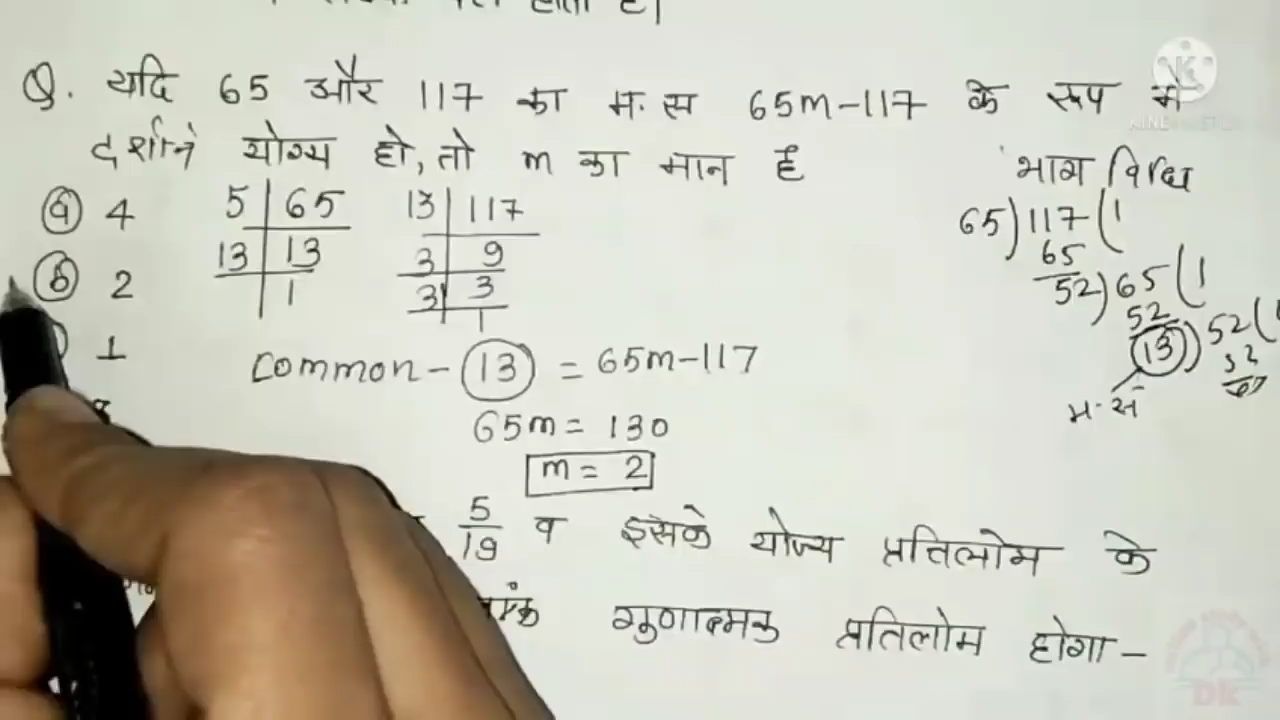 होता है।
Q. यदि 65 और 117 का म.स 65m-117 के रूप मे
दर्शाने योग्य हो, तो m का मान है
(a) 4
(b) 2
1
5 | 65
13 | 13
1
13 | 117
3 | 9
3 | 3
1
common - (13) = 65m-117
65m = 130
m = 2
भाग विधि
65) 117 (1
65
52) 65 (1
52
13) 52 (
52
म.स
5/19 व इसके योज्य प्रतिलोम के
गुणात्मक प्रतिलोम होगा -
DK